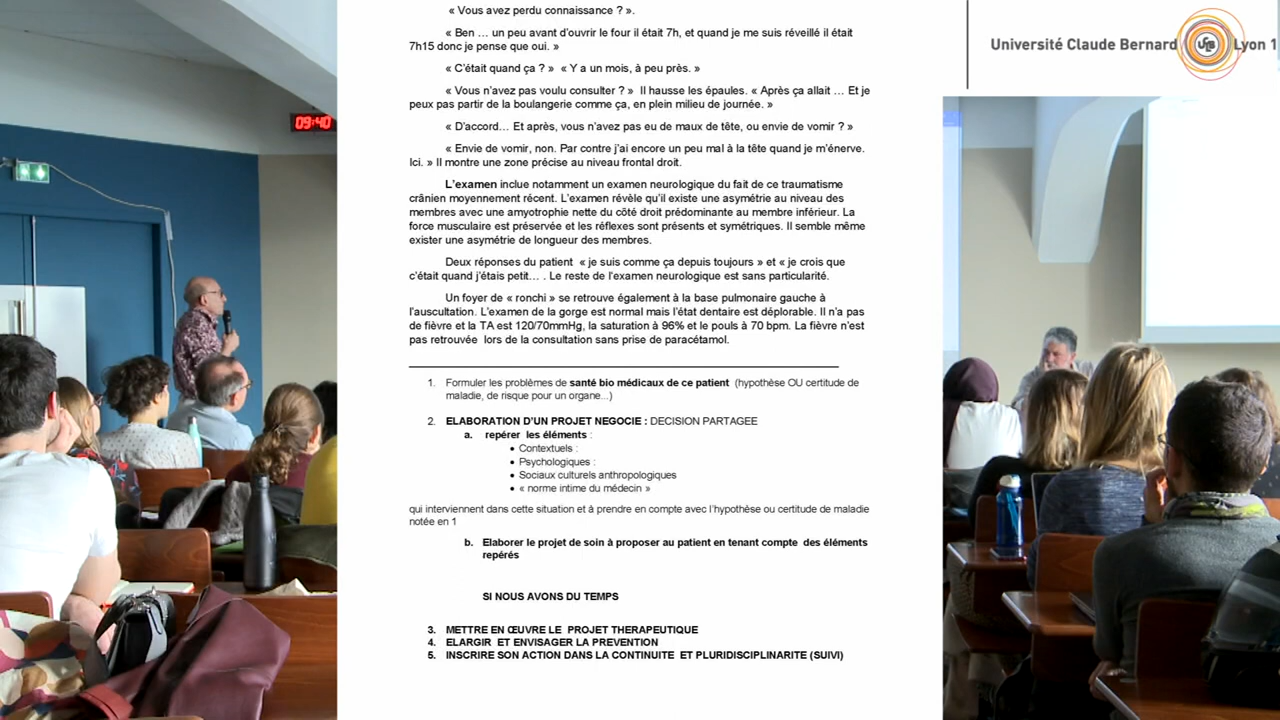 « Vous avez perdu connaissance ? ».
« Ben … un peu avant d'ouvrir le four il était 7h, et quand je me suis réveillé il était
7h15 donc je pense que oui. »
« C'était quand ça ? »  « Y a un mois, à peu près. »
« Vous n'avez pas voulu consulter ? »  Il hausse les épaules. « Après ça allait … Et je
peux pas partir de la boulangerie comme ça, en plein milieu de journée. »
« D'accord… Et après, vous n'avez pas eu de maux de tête, ou envie de vomir ? »
« Envie de vomir, non. Par contre j'ai encore un peu mal à la tête quand je m'énerve.
Ici. » Il montre une zone précise au niveau frontal droit.
L'examen inclue notamment un examen neurologique du fait de ce traumatisme
crânien moyennement récent. L'examen révèle qu'il existe une asymétrie au niveau des
membres avec une amyotrophie nette du côté droit prédominante au membre inférieur. La
force musculaire est préservée et les réflexes sont présents et symétriques. Il semble même
exister une asymétrie de longueur des membres.
Deux réponses du patient  « je suis comme ça depuis toujours » et « je crois que
c'était quand j'étais petit… . Le reste de l'examen neurologique est sans particularité.
Un foyer de « ronchi » se retrouve également à la base pulmonaire gauche à
l'auscultation. L'examen de la gorge est normal mais l'état dentaire est déplorable. Il n'a pas
de fièvre et la TA est 120/70mmHg, la saturation à 96% et le pouls à 70 bpm. La fièvre n'est
pas retrouvée  lors de la consultation sans prise de paracétamol.
1. Formuler les problèmes de santé bio médicaux de ce patient  (hypothèse OU certitude de
maladie, de risque pour un organe...)
2. ELABORATION D'UN PROJET NEGOCIE : DECISION PARTAGEE
a. repérer  les éléments :
• Contextuels :
• Psychologiques :
• Sociaux culturels anthropologiques
• « norme intime du médecin »
qui interviennent dans cette situation et à prendre en compte avec l'hypothèse ou certitude de maladie
notée en 1
b. Elaborer le projet de soin à proposer au patient en tenant compte  des éléments
repérés
SI NOUS AVONS DU TEMPS
3. METTRE EN ŒUVRE LE  PROJET THERAPEUTIQUE
4. ELARGIR  ET ENVISAGER LA PREVENTION
5. INSCRIRE SON ACTION DANS LA CONTINUITE  ET PLURIDISCIPLINARITE (SUIVI)
Université Claude Bernard UCB Lyon 1
09:40